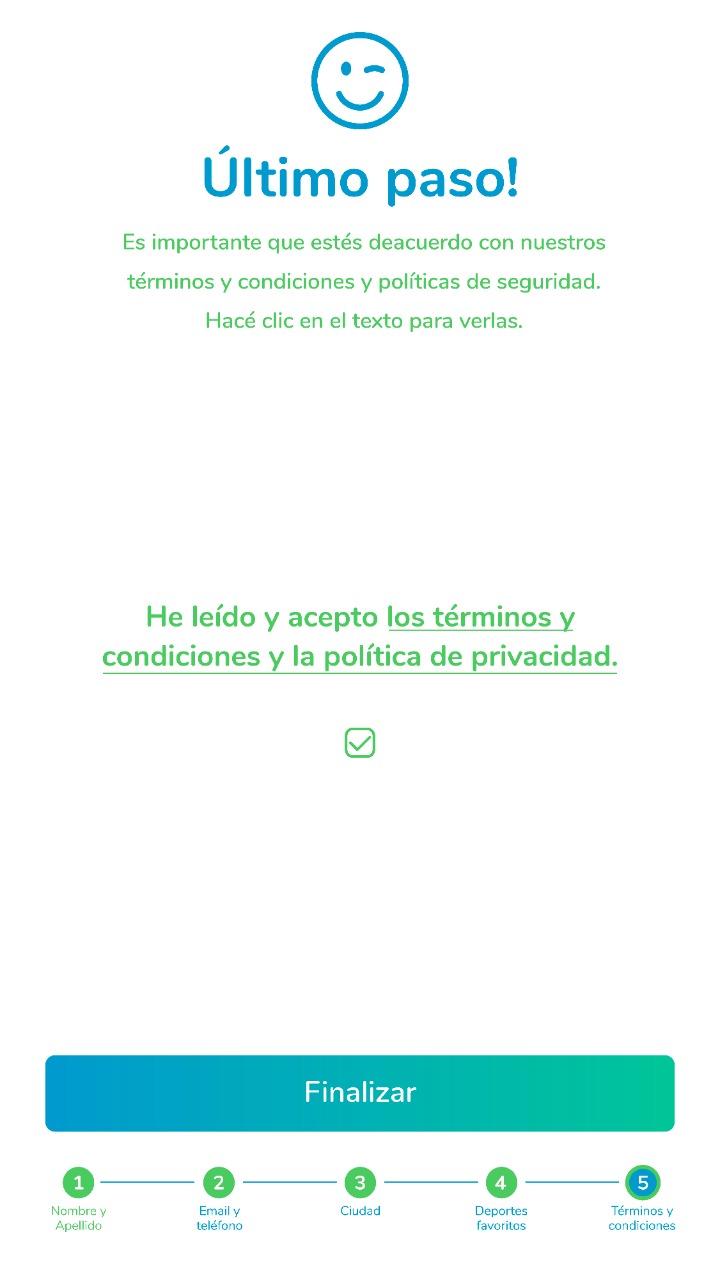 Último paso!
Es importante que estés deacuerdo con nuestros
términos y condiciones y políticas de seguridad.
Hacé clic en el texto para verlas.
He leído y acepto los términos y
condiciones y la política de privacidad.
Finalizar
1 2 3 4 5
Nombre y Email y Ciudad Deportes Términos y
Apellido teléfono favoritos condiciones